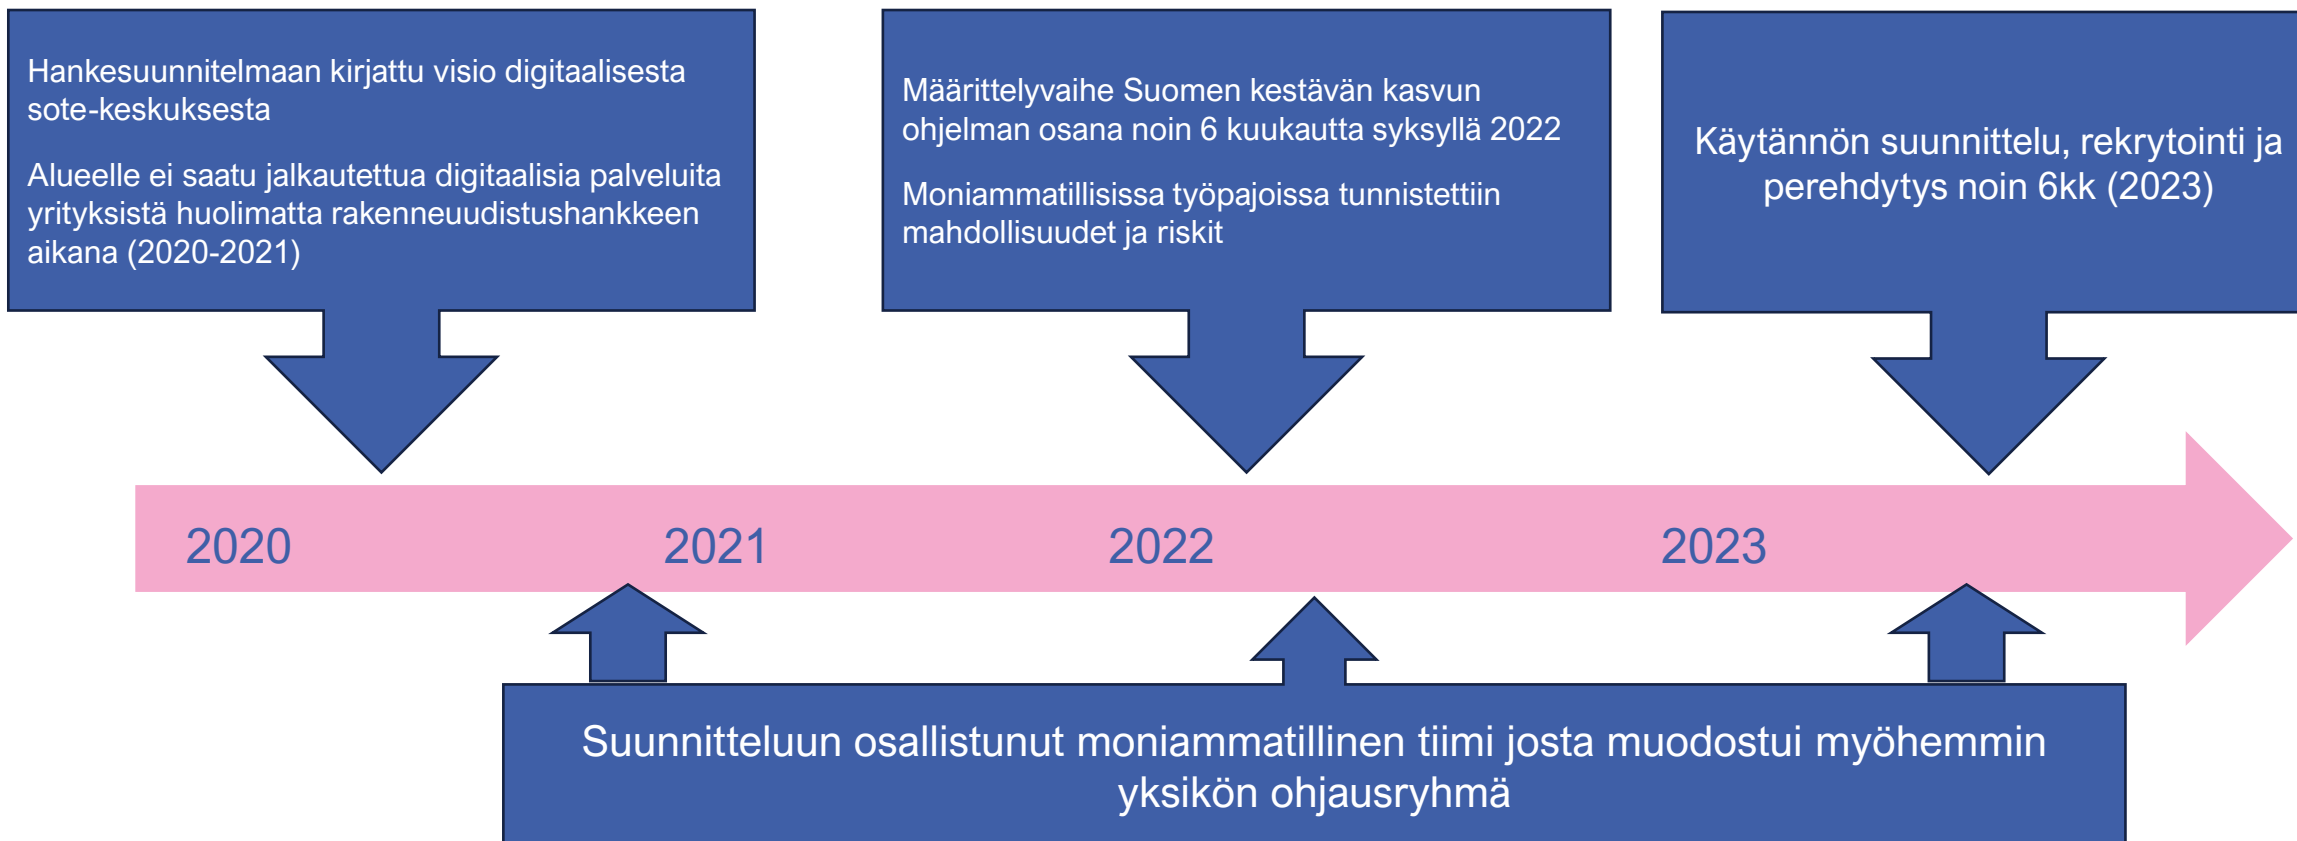 Hankesuunnitelmaan kirjattu visio digitaalisesta
sote-keskuksesta
Alueelle ei saatu jalkautettua digitaalisia palveluita
yrityksistä huolimatta rakenneuudistushankkeen
aikana (2020-2021)
Määrittelyvaihe Suomen kestävän kasvun
ohjelman osana noin 6 kuukautta syksyllä 2022
Moniammatillisissa työpajoissa tunnistettiin
mahdollisuudet ja riskit
Käytännön suunnittelu, rekrytointi ja
perehdytys noin 6kk (2023)
2020
2021
2022
2023
Suunnitteluun osallistunut moniammatillinen tiimi josta muodostui myöhemmin
yksikön ohjausryhmä